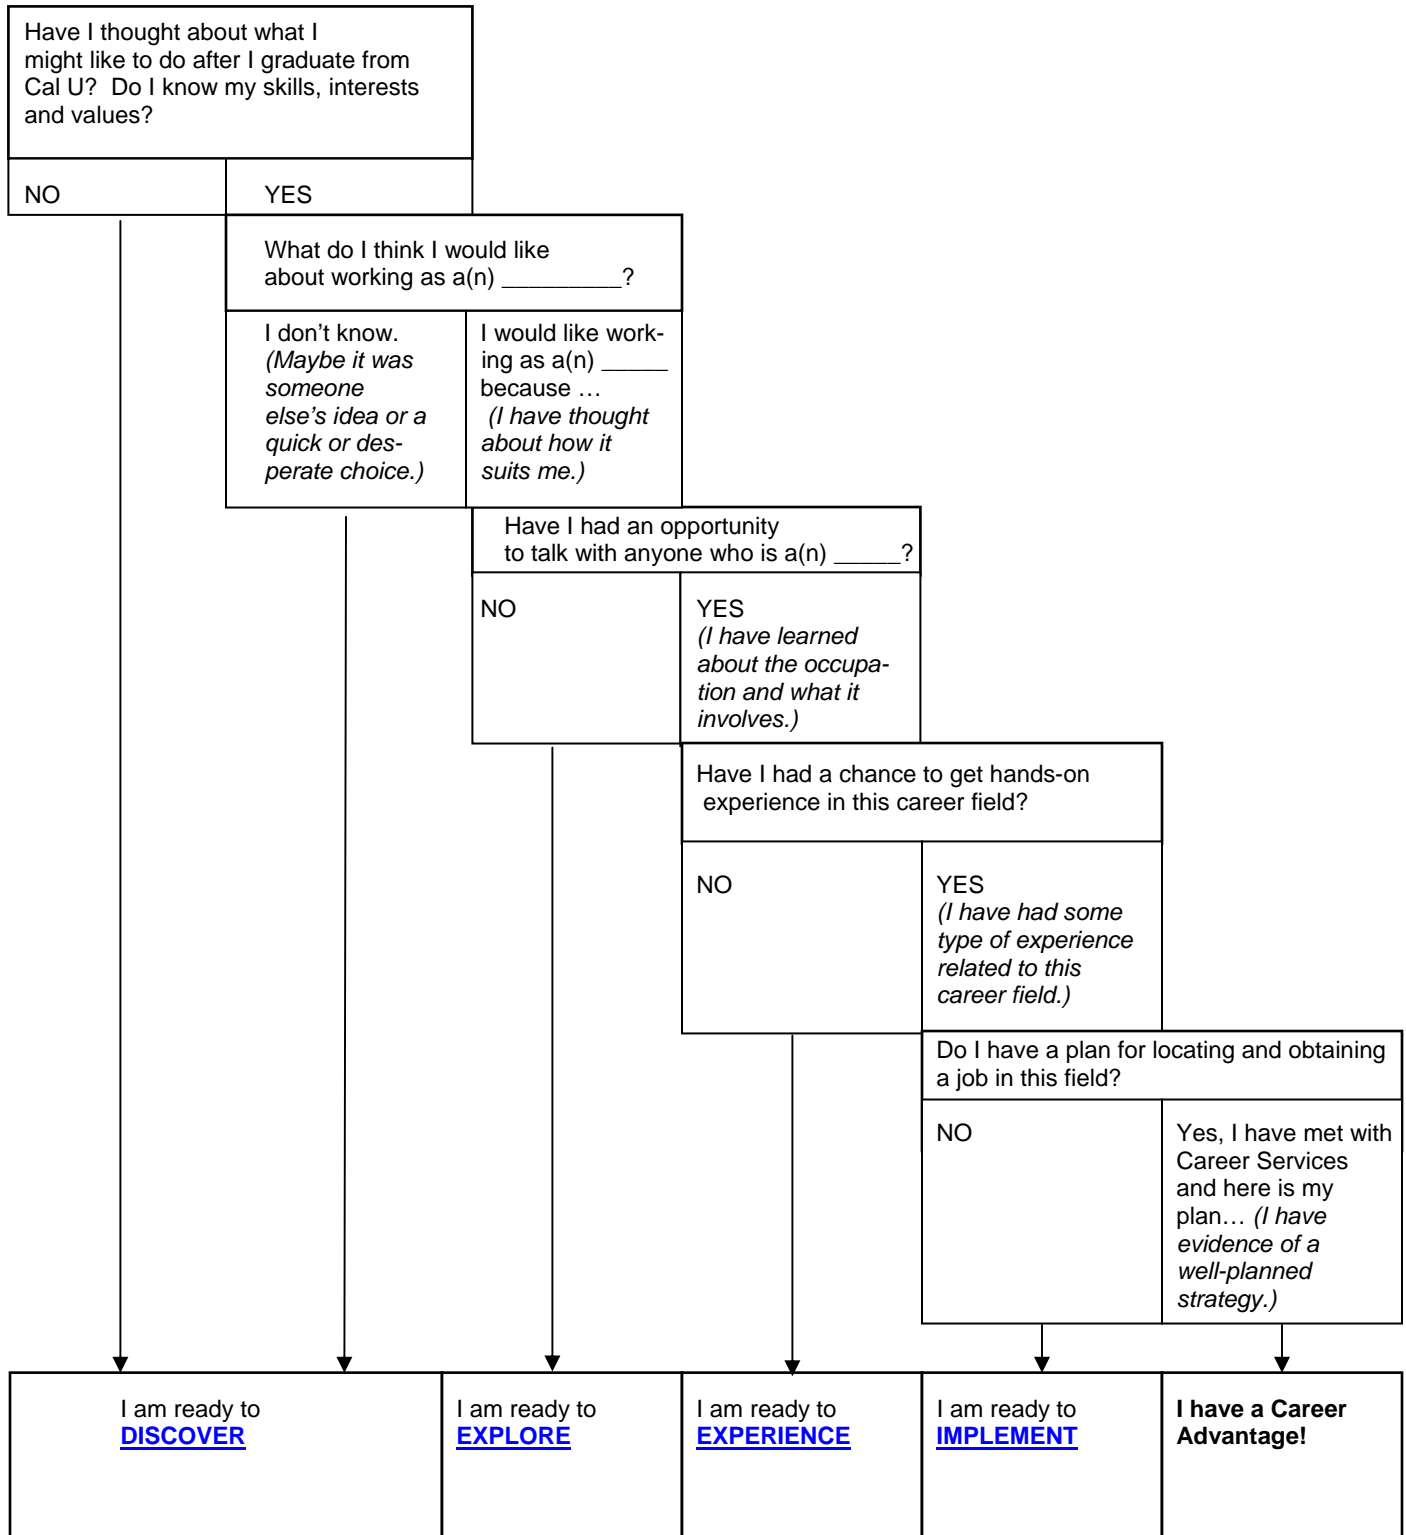 Have I thought about what I
might like to do after I graduate from
Cal U?  Do I know my skills, interests
and values?
NO
YES
What do I think I would like
about working as a(n) _________?
I don’t know.
(Maybe it was
someone
else’s idea or a
quick or des-
perate choice.)
I would like work-
ing as a(n) _____
because …
(I have thought
about how it
suits me.)
Have I had an opportunity
to talk with anyone who is a(n) _____?
NO
YES
(I have learned
about the occupa-
tion and what it
involves.)
Have I had a chance to get hands-on
experience in this career field?
NO
YES
(I have had some
type of experience
related to this
career field.)
Do I have a plan for locating and obtaining
a job in this field?
NO
Yes, I have met with
Career Services
and here is my
plan… (I have
evidence of a
well-planned
strategy.)
I am ready to
DISCOVER
I am ready to
EXPLORE
I am ready to
EXPERIENCE
I am ready to
IMPLEMENT
I have a Career
Advantage!